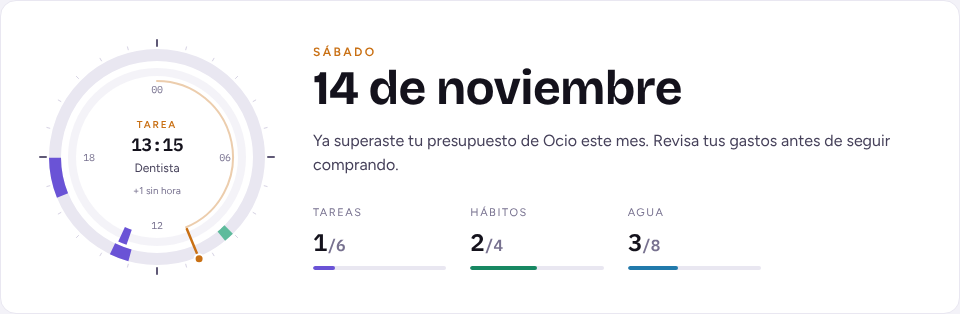 00
TAREA
13:15
18
06
Dentista
+1 sin hora
12
SÁBADO
14 de noviembre
Ya superaste tu presupuesto de Ocio este mes. Revisa tus gastos antes de seguir
comprando.
TAREAS
HÁBITOS
AGUA
1/6
2/4
3/8